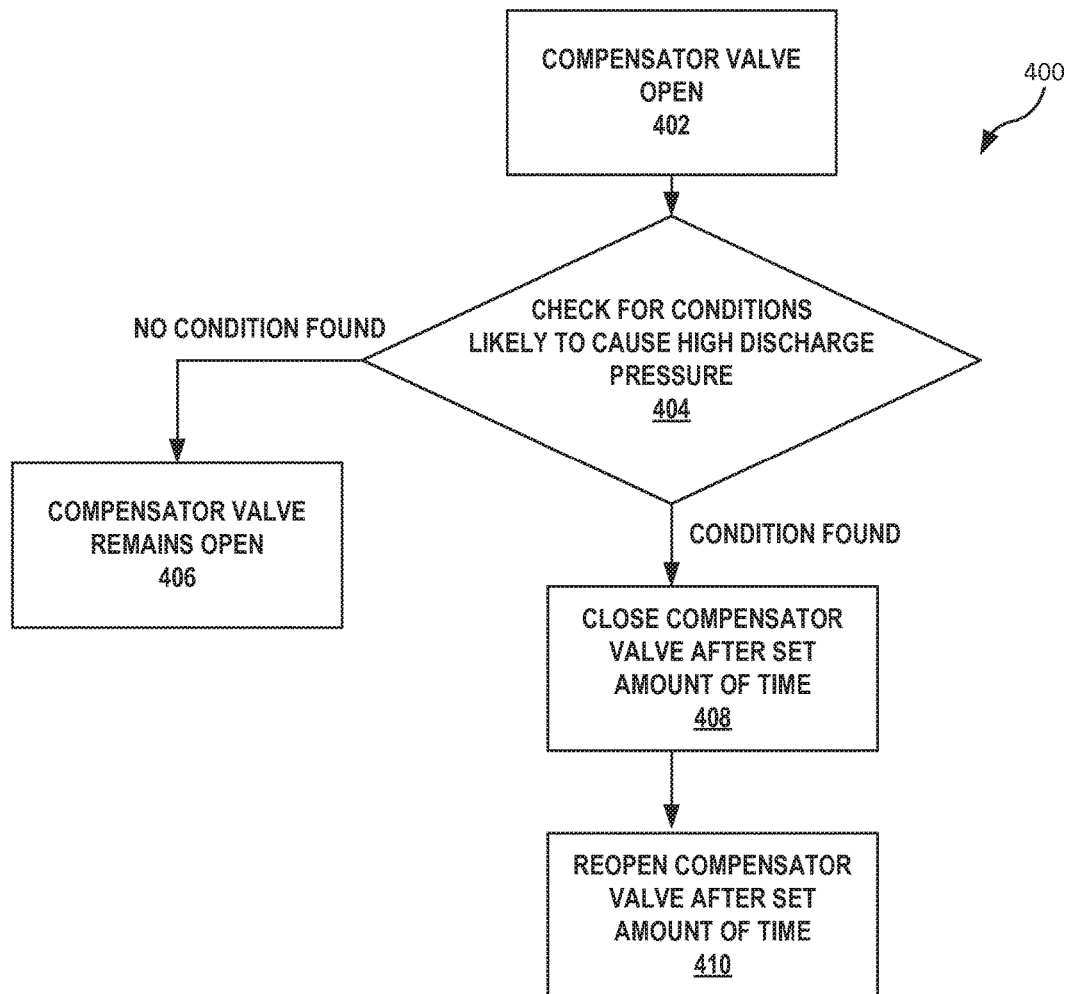 COMPENSATOR VALVE
OPEN
402
400
CHECK FOR CONDITIONS
LIKELY TO CAUSE HIGH DISCHARGE
PRESSURE
404
NO CONDITION FOUND
COMPENSATOR VALVE
REMAINS OPEN
406
CONDITION FOUND
CLOSE COMPENSATOR
VALVE AFTER SET
AMOUNT OF TIME
408
REOPEN COMPENSATOR
VALVE AFTER SET
AMOUNT OF TIME
410